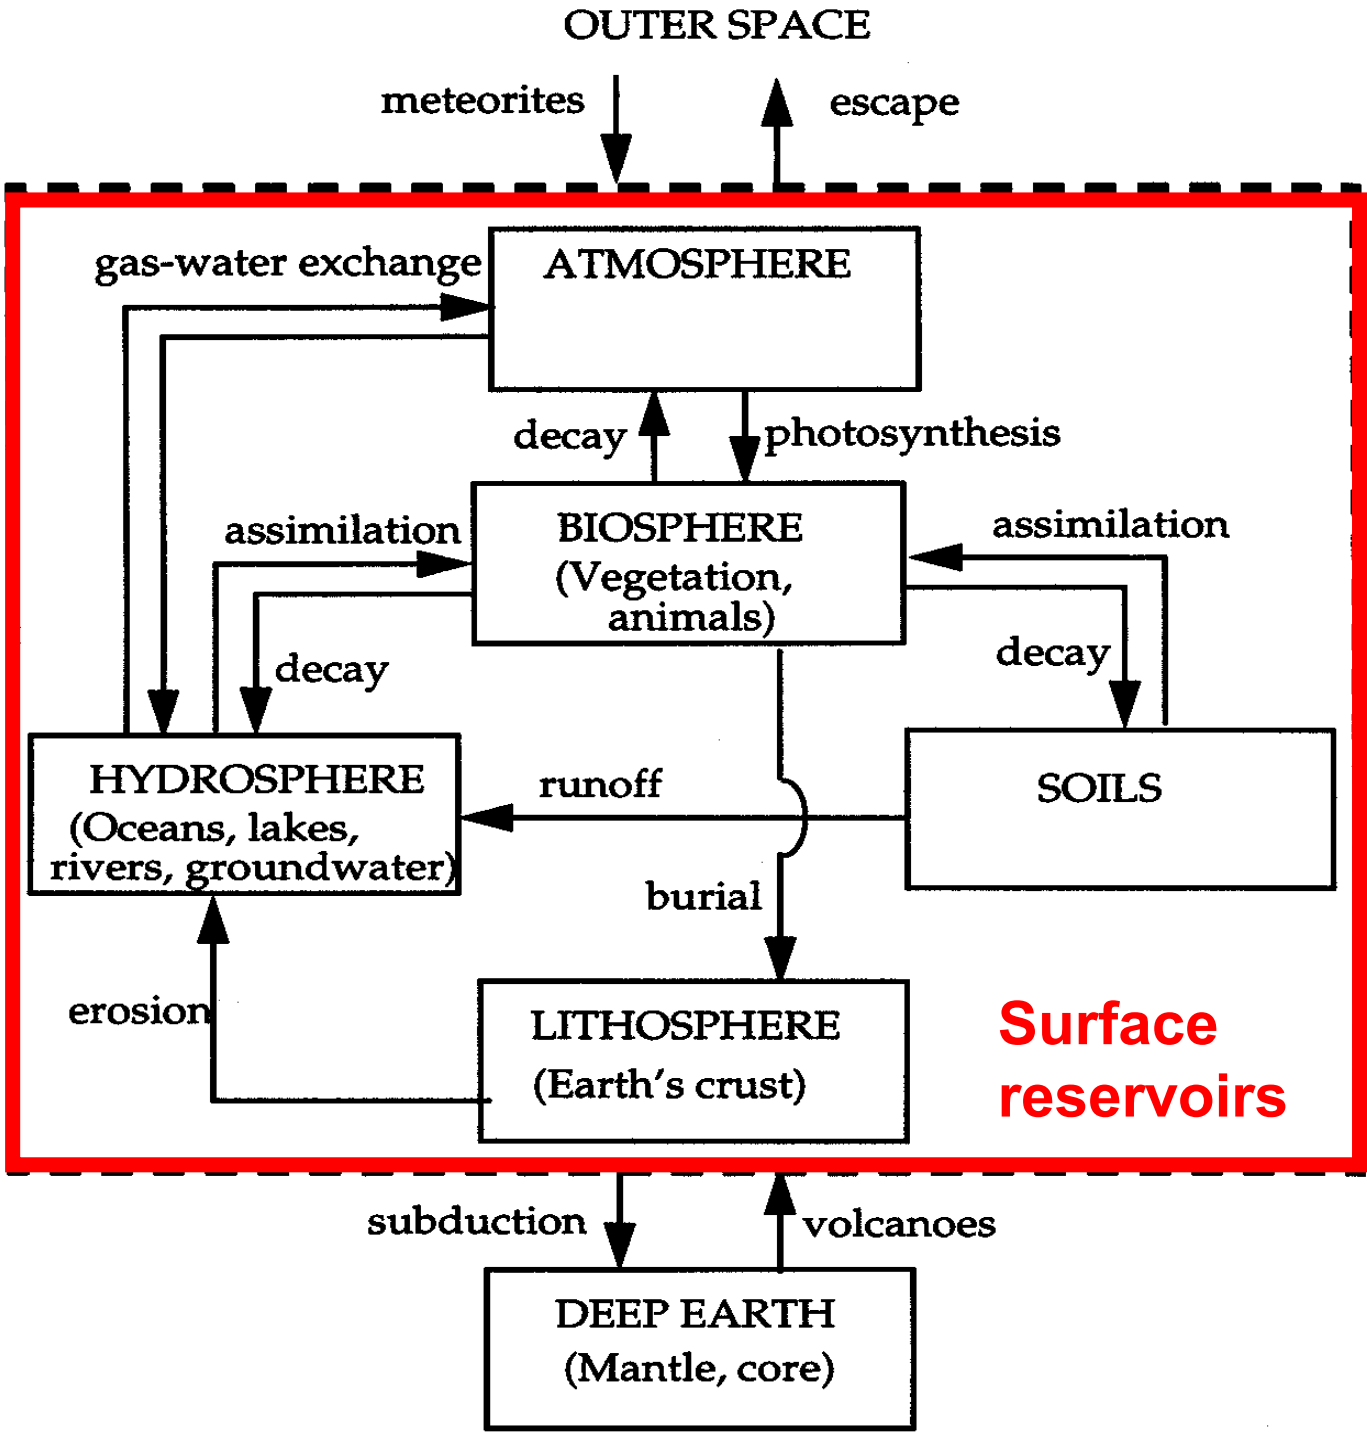 OUTER SPACE
meteorites
escape
gas-water exchange
ATMOSPHERE
decay
photosynthesis
assimilation
BIOSPHERE
(Vegetation,
animals)
assimilation
decay
decay
HYDROSPHERE
(Oceans, lakes,
rivers, groundwater)
runoff
SOILS
burial
erosion
LITHOSPHERE
(Earth's crust)
Surface
reservoirs
subduction
volcanoes
DEEP EARTH
(Mantle, core)